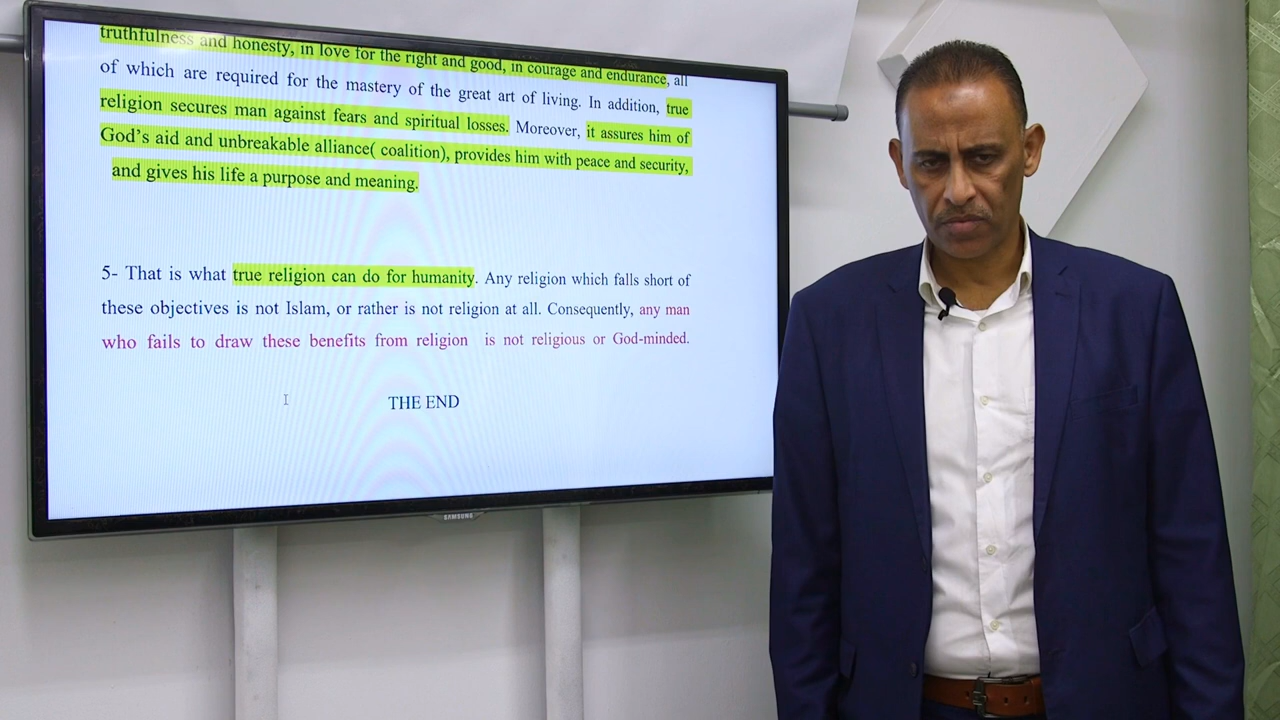 truthfulness and honesty, in love for the right and good, in courage and endurance, all
of which are required for the mastery of the great art of living. In addition, true
religion secures man against fears and spiritual losses. Moreover, it assures him of
God's aid and unbreakable alliance( coalition), provides him with peace and security,
and gives his life a purpose and meaning.
5- That is what true religion can do for humanity. Any religion which falls short of
these objectives is not Islam, or rather is not religion at all. Consequently, any man
who fails to draw these benefits from religion is not religious or God-minded.
THE END
SAMSUNG